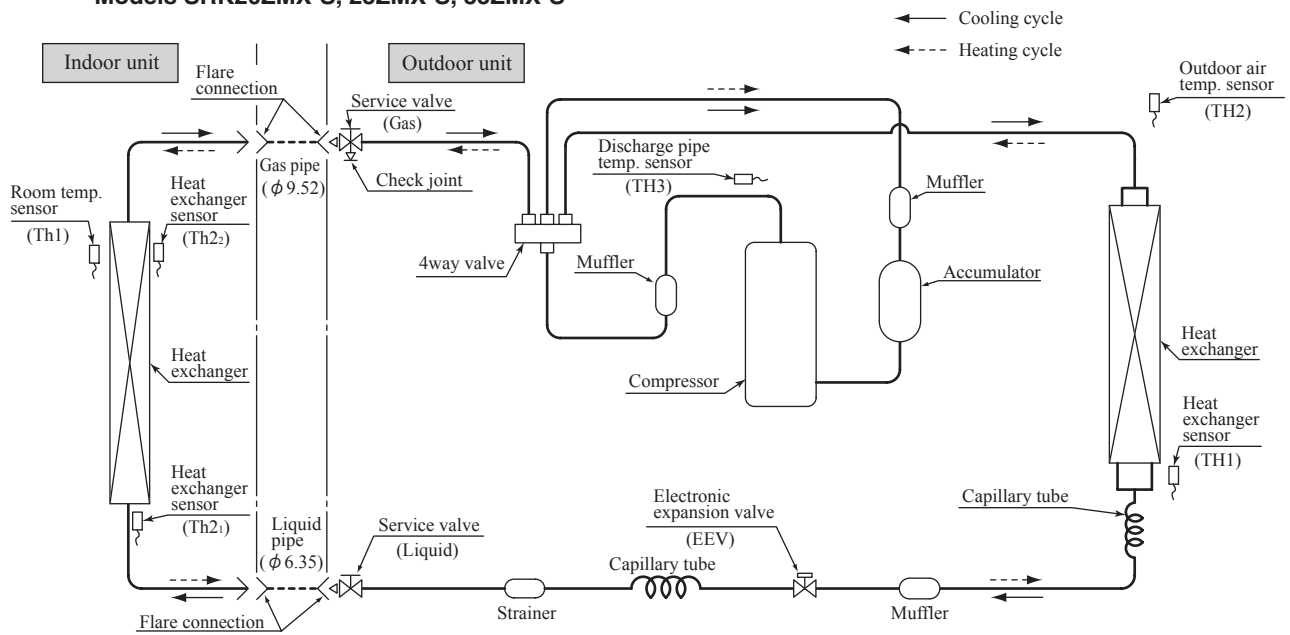 Models SRK20ZMX-S, 25ZMX-S, 35ZMX-S
Cooling cycle
Heating cycle
Indoor unit
Outdoor unit
Flare
connection
Service valve
(Gas)
Outdoor air
temp. sensor
(TH2)
Gas pipe
(ϕ9.52)
Check joint
Discharge pipe
temp. sensor
(TH3)
Muffler
Room temp.
sensor
(Th1)
Heat
exchanger
sensor
(Th2₂)
4way valve
Muffler
Accumulator
Heat
exchanger
Compressor
Heat
exchanger
Heat
exchanger
sensor
(TH1)
Heat
exchanger
sensor
(Th2₁)
Liquid
pipe
(ϕ6.35)
Service valve
(Liquid)
Electronic
expansion valve
(EEV)
Capillary tube
Capillary tube
Flare connection
Strainer
Muffler